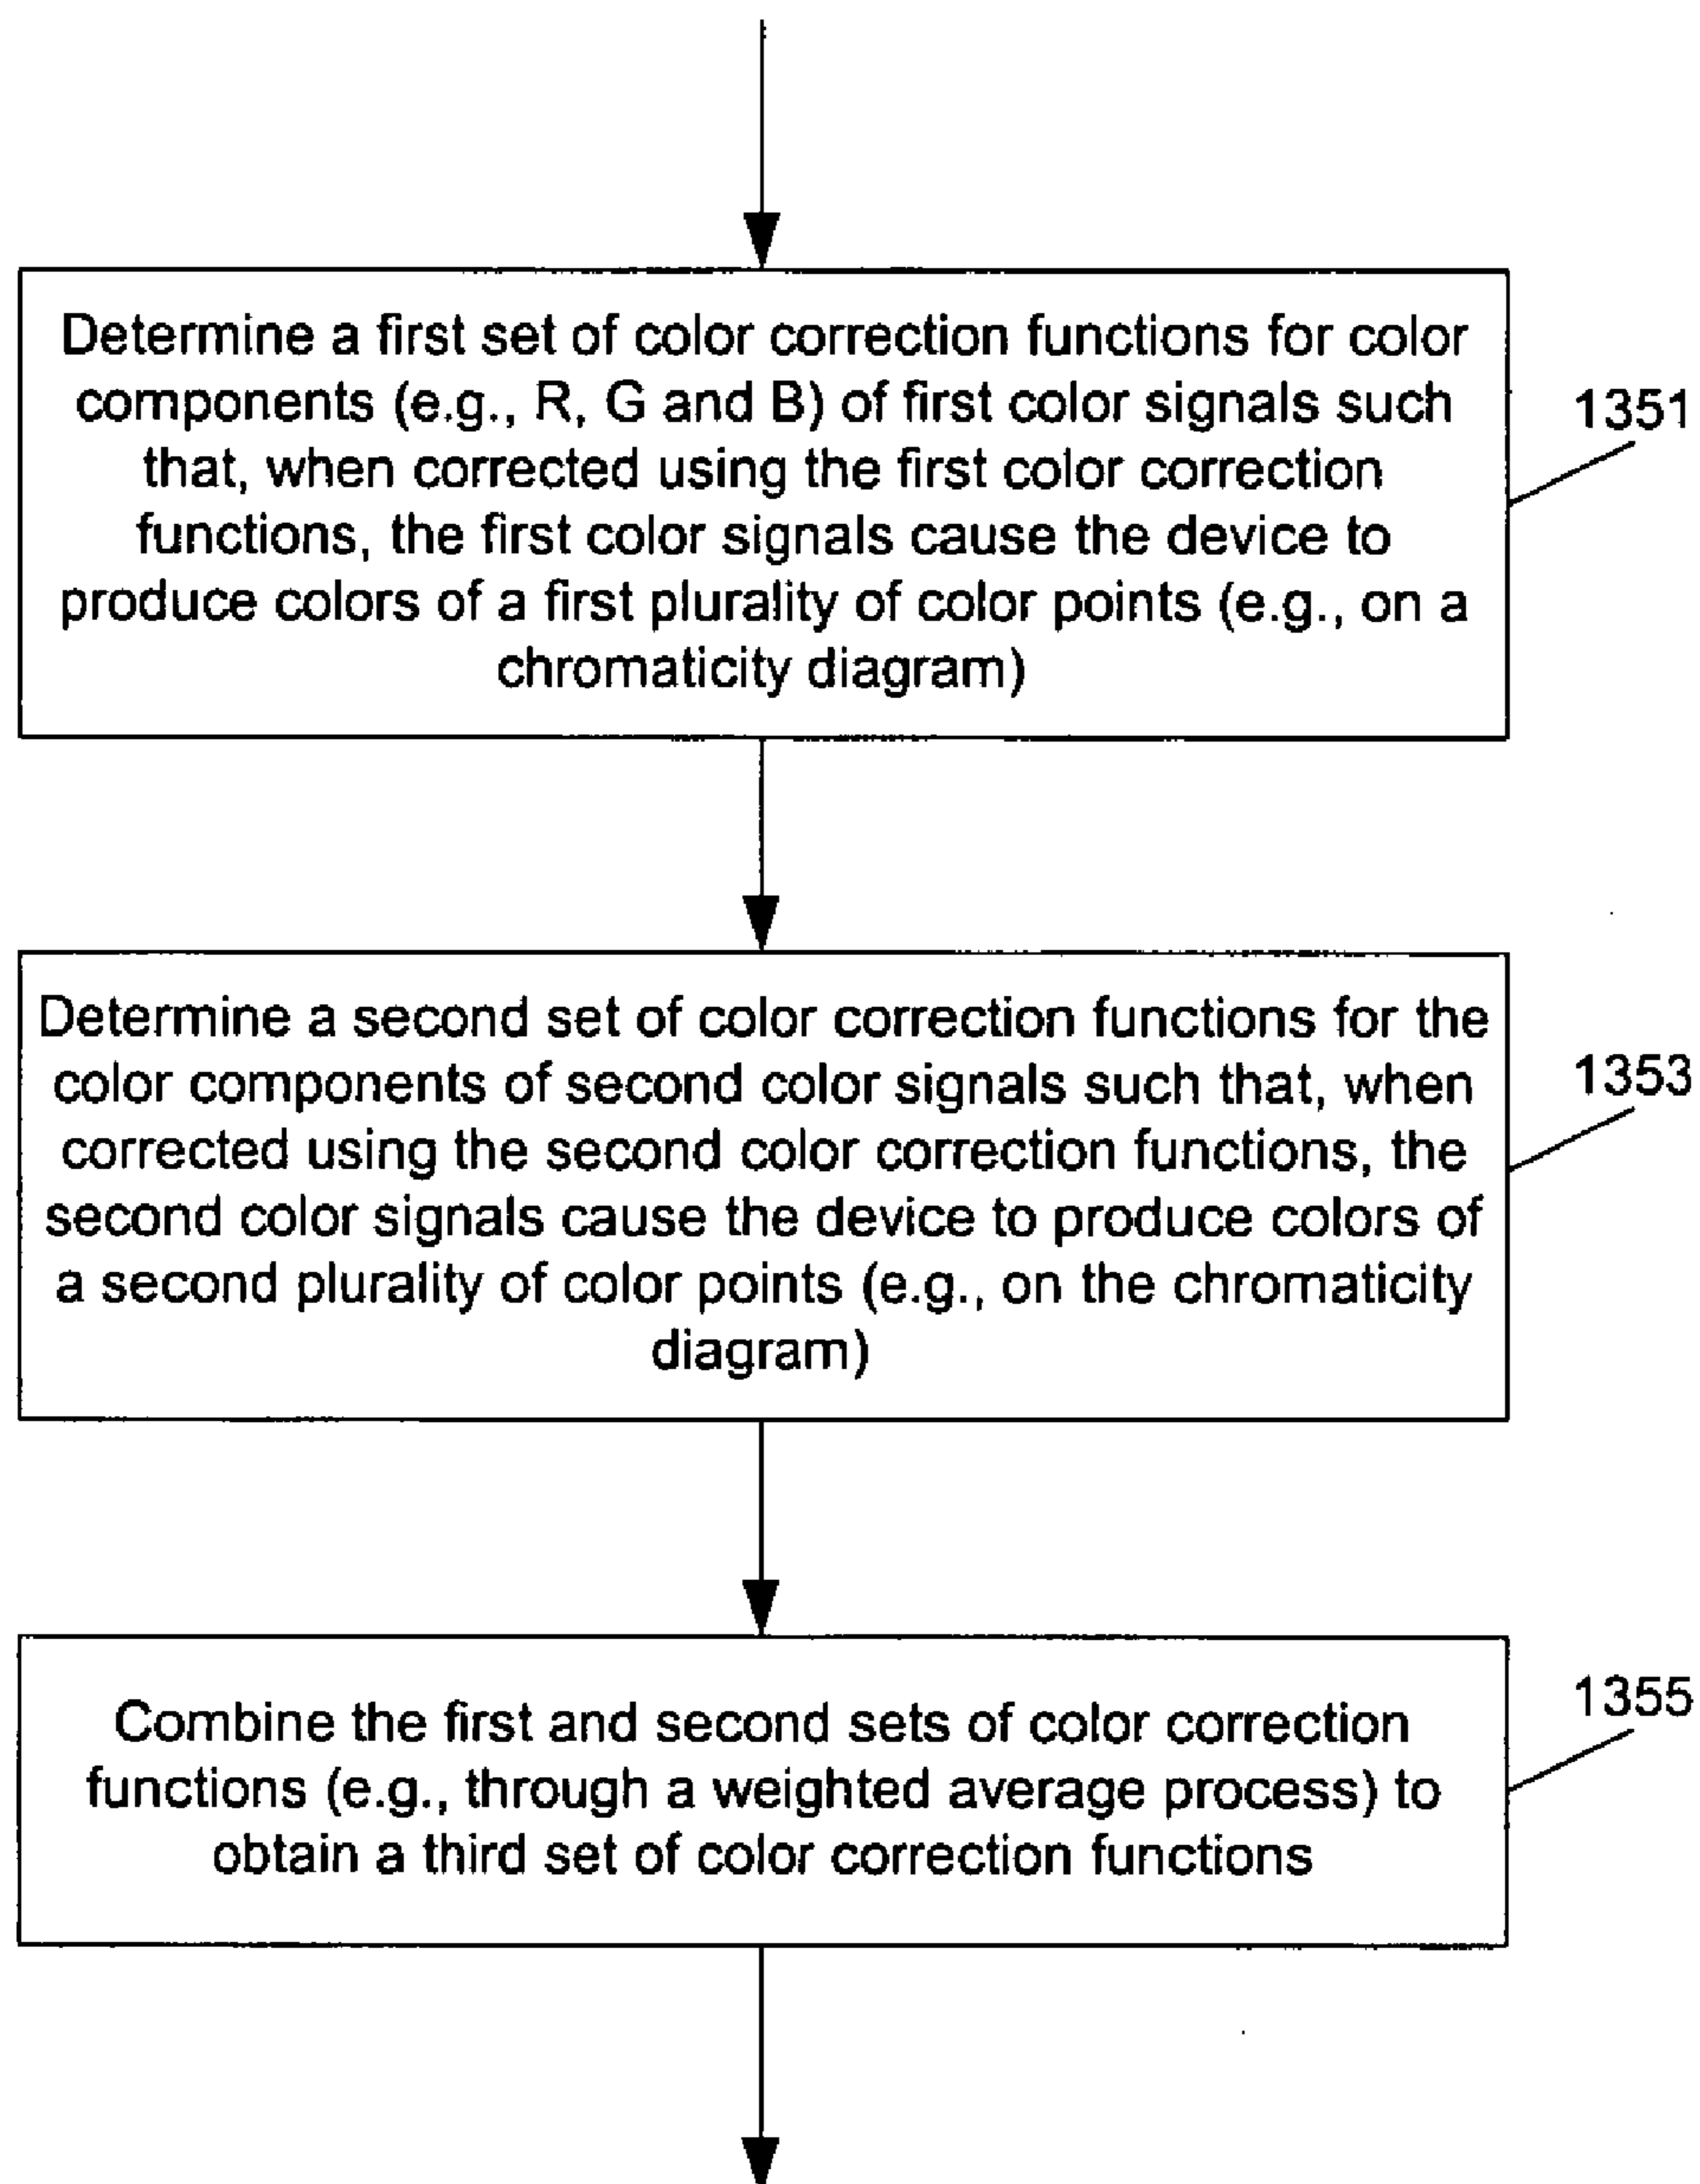 Determine a first set of color correction functions for color
components (e.g., R, G and B) of first color signals such
that, when corrected using the first color correction
functions, the first color signals cause the device to
produce colors of a first plurality of color points (e.g., on a
chromaticity diagram)
1351
Determine a second set of color correction functions for the
color components of second color signals such that, when
corrected using the second color correction functions, the
second color signals cause the device to produce colors of
a second plurality of color points (e.g., on the chromaticity
diagram)
1353
Combine the first and second sets of color correction
functions (e.g., through a weighted average process) to
obtain a third set of color correction functions
1355